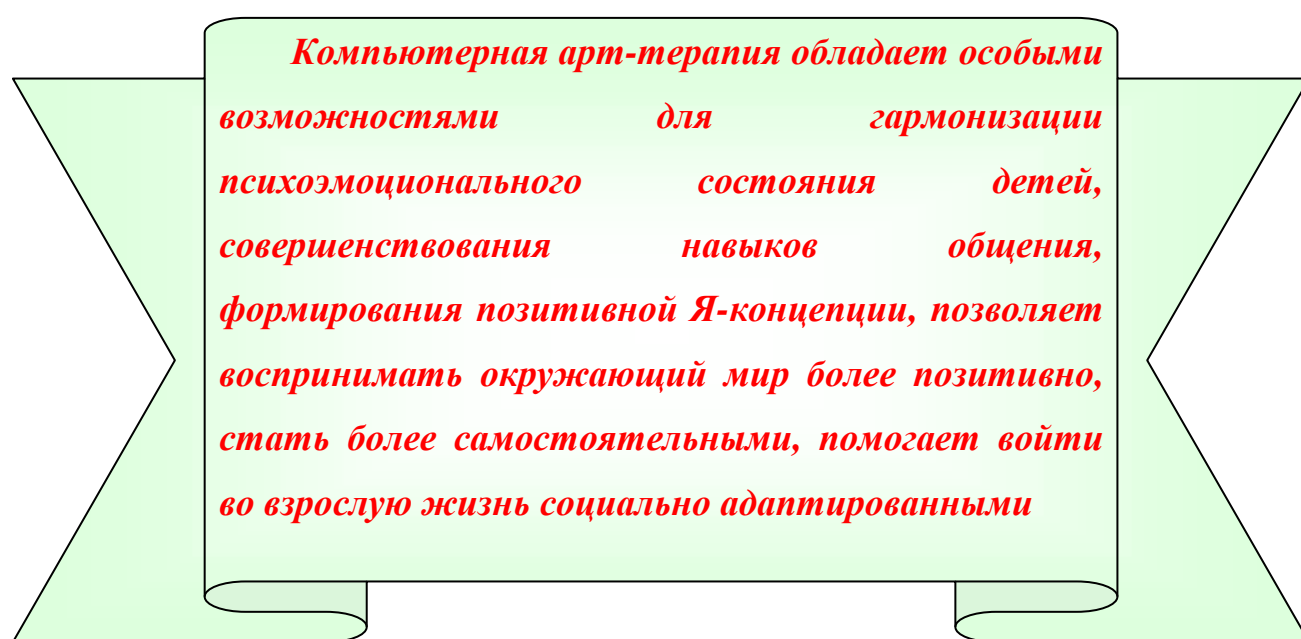 Компьютерная арт-терапия обладает особыми
возможностями для гармонизации
психоэмоционального состояния детей,
совершенствования навыков общения,
формирования позитивной Я-концепции, позволяет
воспринимать окружающий мир более позитивно,
стать более самостоятельными, помогает войти
во взрослую жизнь социально адаптированными